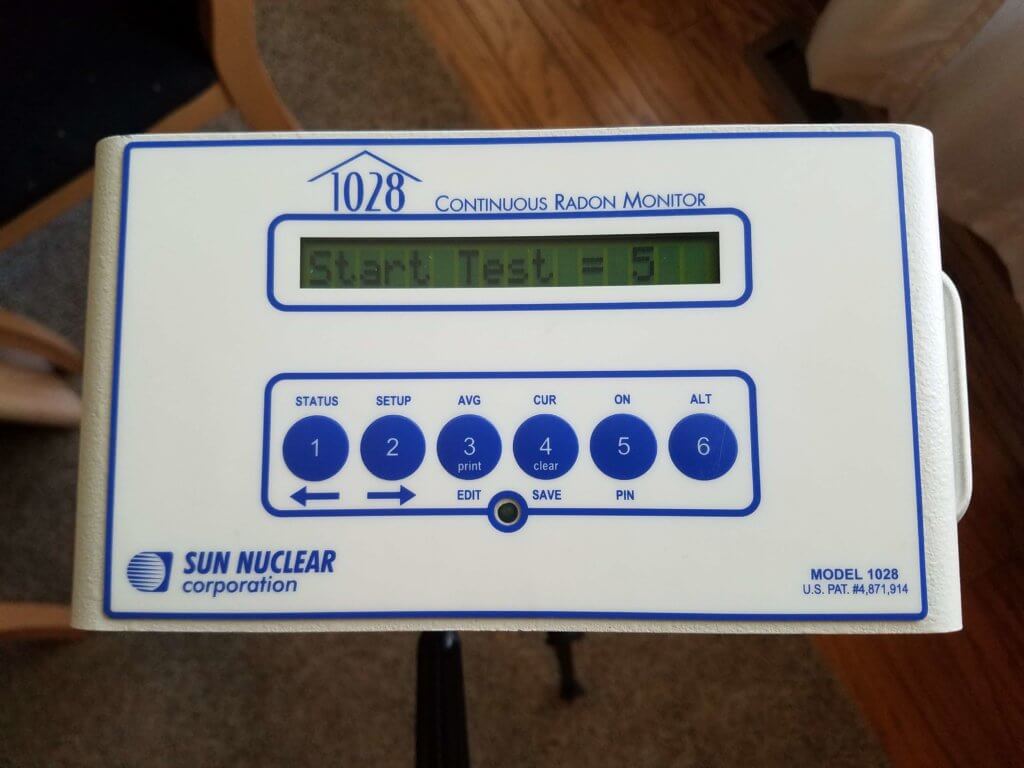 1028 CONTINUOUS RADON MONITOR
Start Test = 5
STATUS SETUP AVG CUR ON ALT
1 2 3 4 5 6
print clear
EDIT SAVE PIN
SUN NUCLEAR
corporation
MODEL 1028
U.S. PAT. #4,871,914